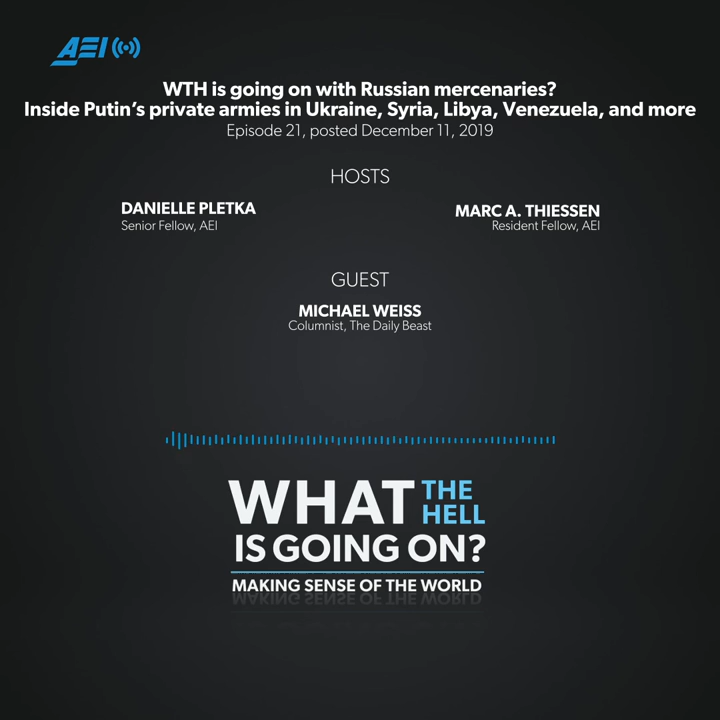 AEI
WTH is going on with Russian mercenaries?
Inside Putin's private armies in Ukraine, Syria, Libya, Venezuela, and more
Episode 21, posted December 11, 2019
HOSTS
DANIELLE PLETKA
Senior Fellow, AEI
MARC A. THIESSEN
Resident Fellow, AEI
GUEST
MICHAEL WEISS
Columnist, The Daily Beast
WHAT THE HELL
IS GOING ON?
MAKING SENSE OF THE WORLD